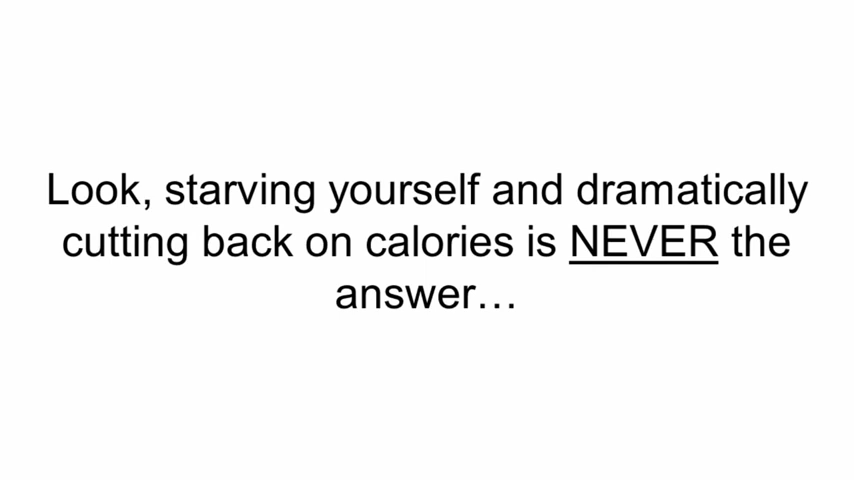 Look, starving yourself and dramatically
cutting back on calories is NEVER the
answer…